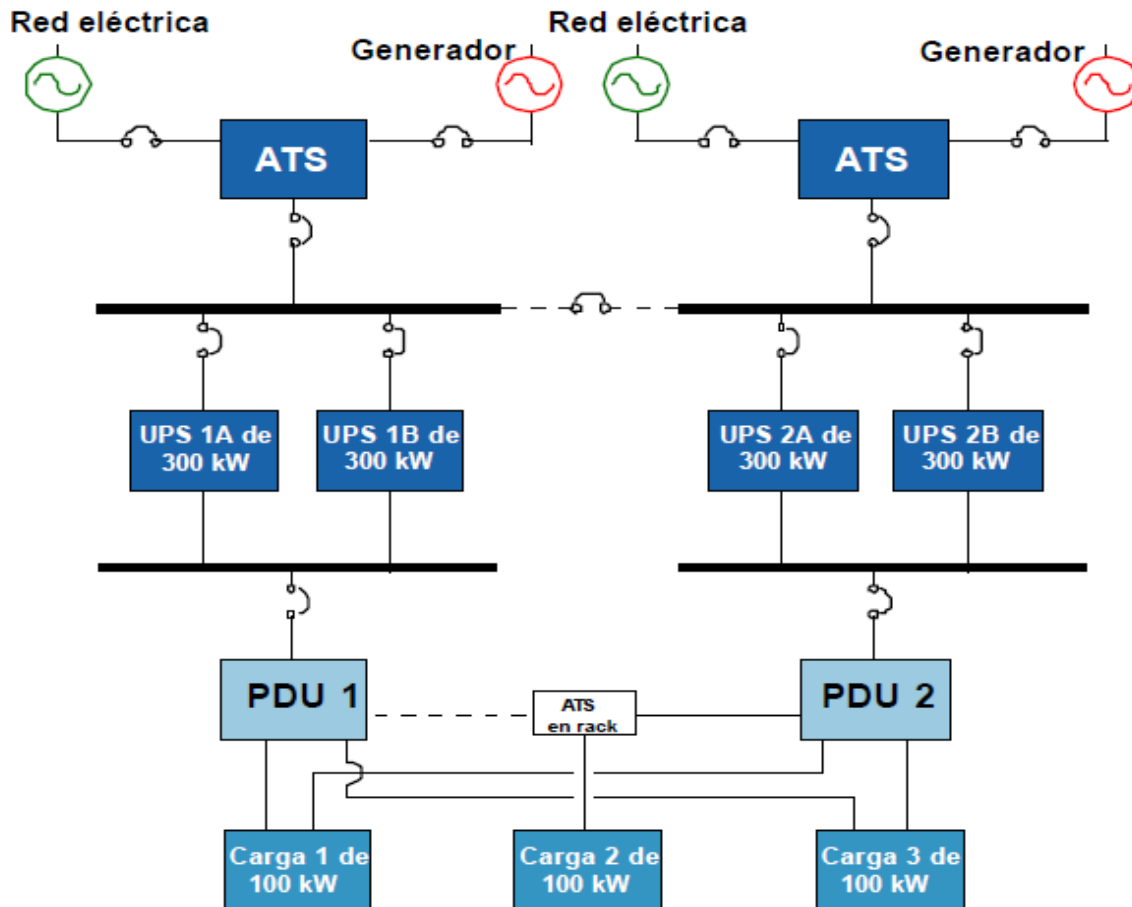 Red eléctrica
Generador
Red eléctrica
Generador
ATS
ATS
UPS 1A de
300 kW
UPS 1B de
300 kW
UPS 2A de
300 kW
UPS 2B de
300 kW
PDU 1
ATS
en rack
PDU 2
Carga 1 de
100 kW
Carga 2 de
100 kW
Carga 3 de
100 kW